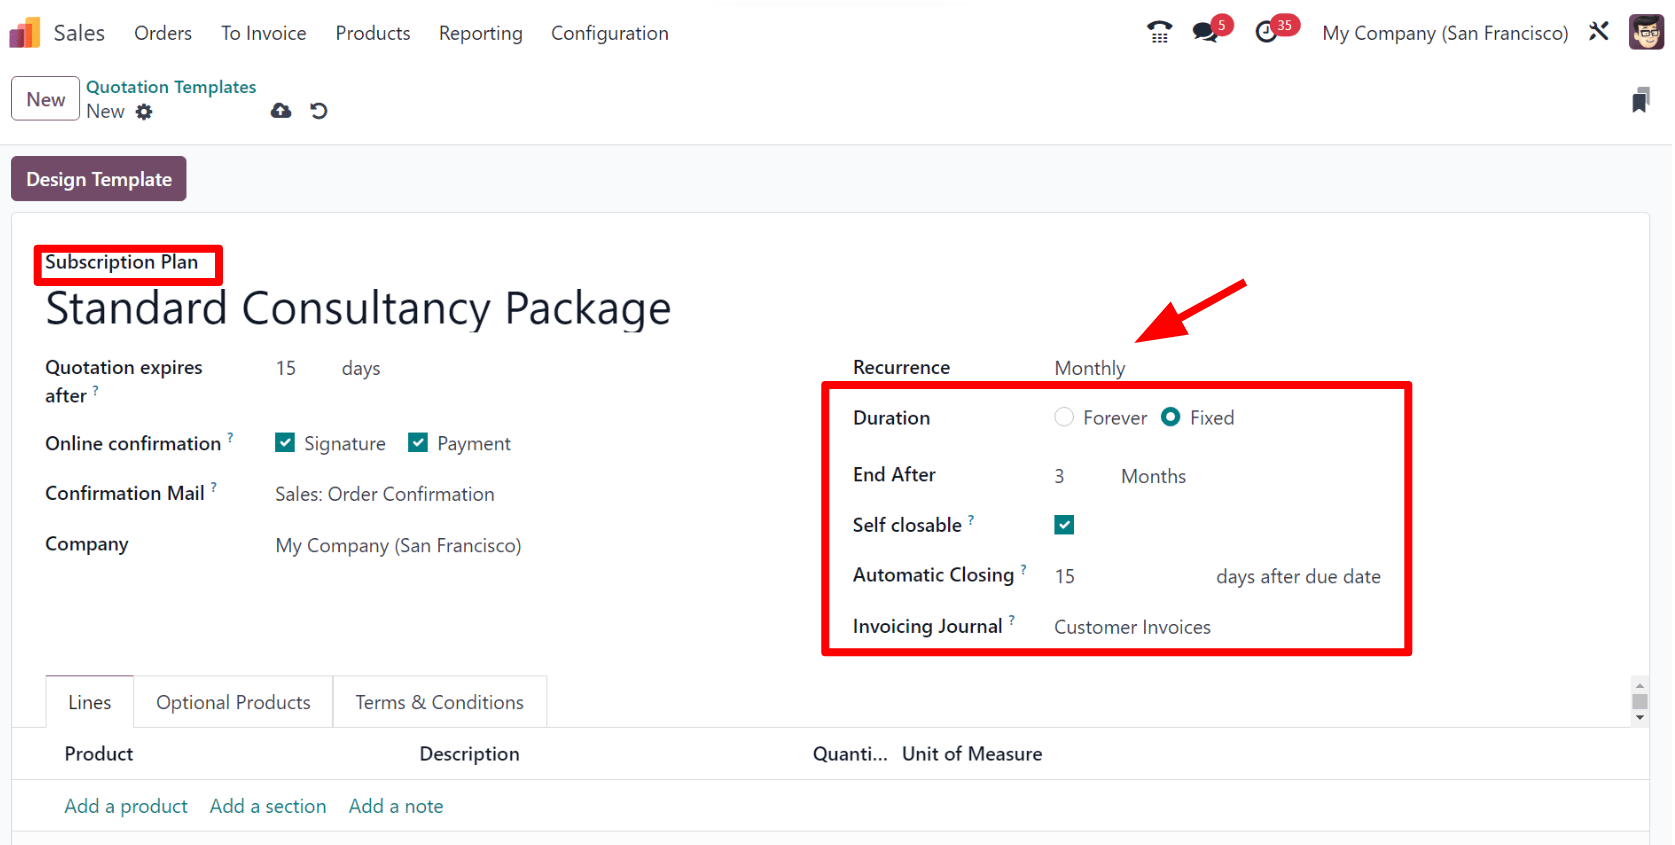 Sales Orders To Invoice Products Reporting Configuration 5 35 My Company (San Francisco)
New Quotation Templates
New
Design Template
Subscription Plan
Standard Consultancy Package
Quotation expires after ? 15 days
Recurrence Monthly
Duration Forever Fixed
Online confirmation ? Signature Payment
End After 3 Months
Confirmation Mail ? Sales: Order Confirmation
Self closable ?
Company My Company (San Francisco)
Automatic Closing ? 15 days after due date
Invoicing Journal ? Customer Invoices
Lines Optional Products Terms & Conditions
Product Description Quanti... Unit of Measure
Add a product Add a section Add a note